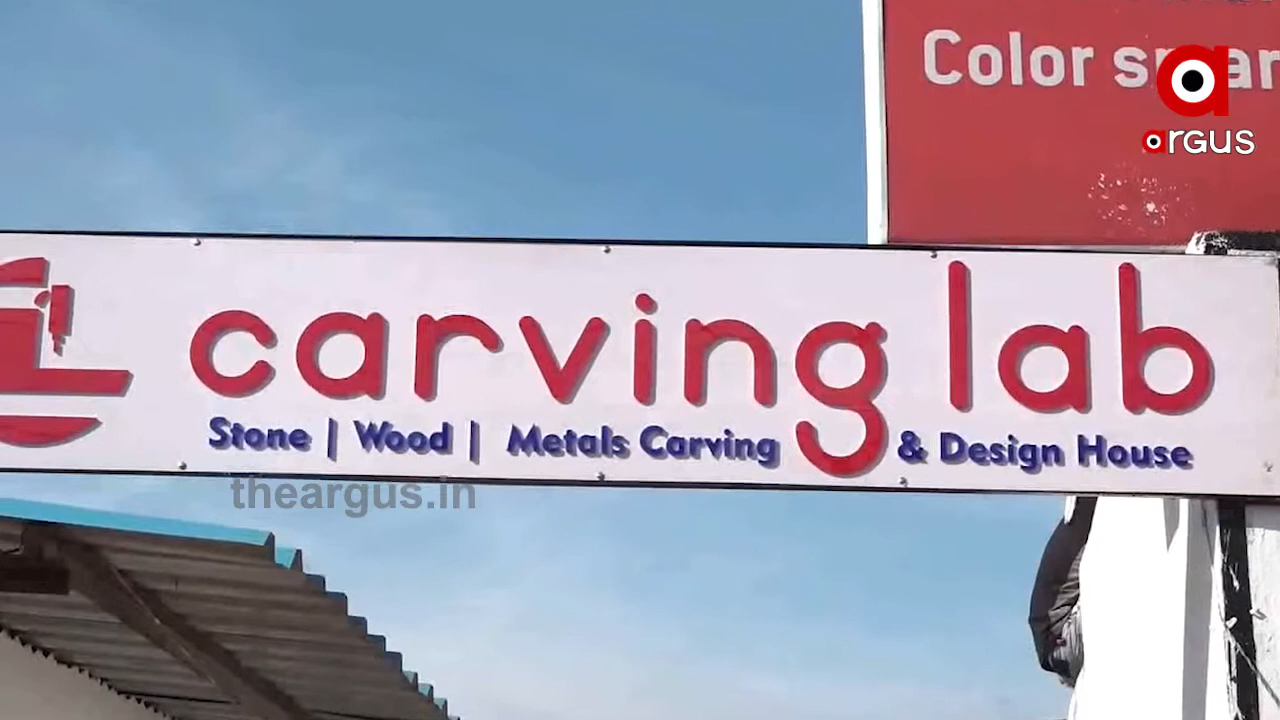 Color
argus
carving lab
Stone | Wood | Metals Carving & Design House
theargus.in